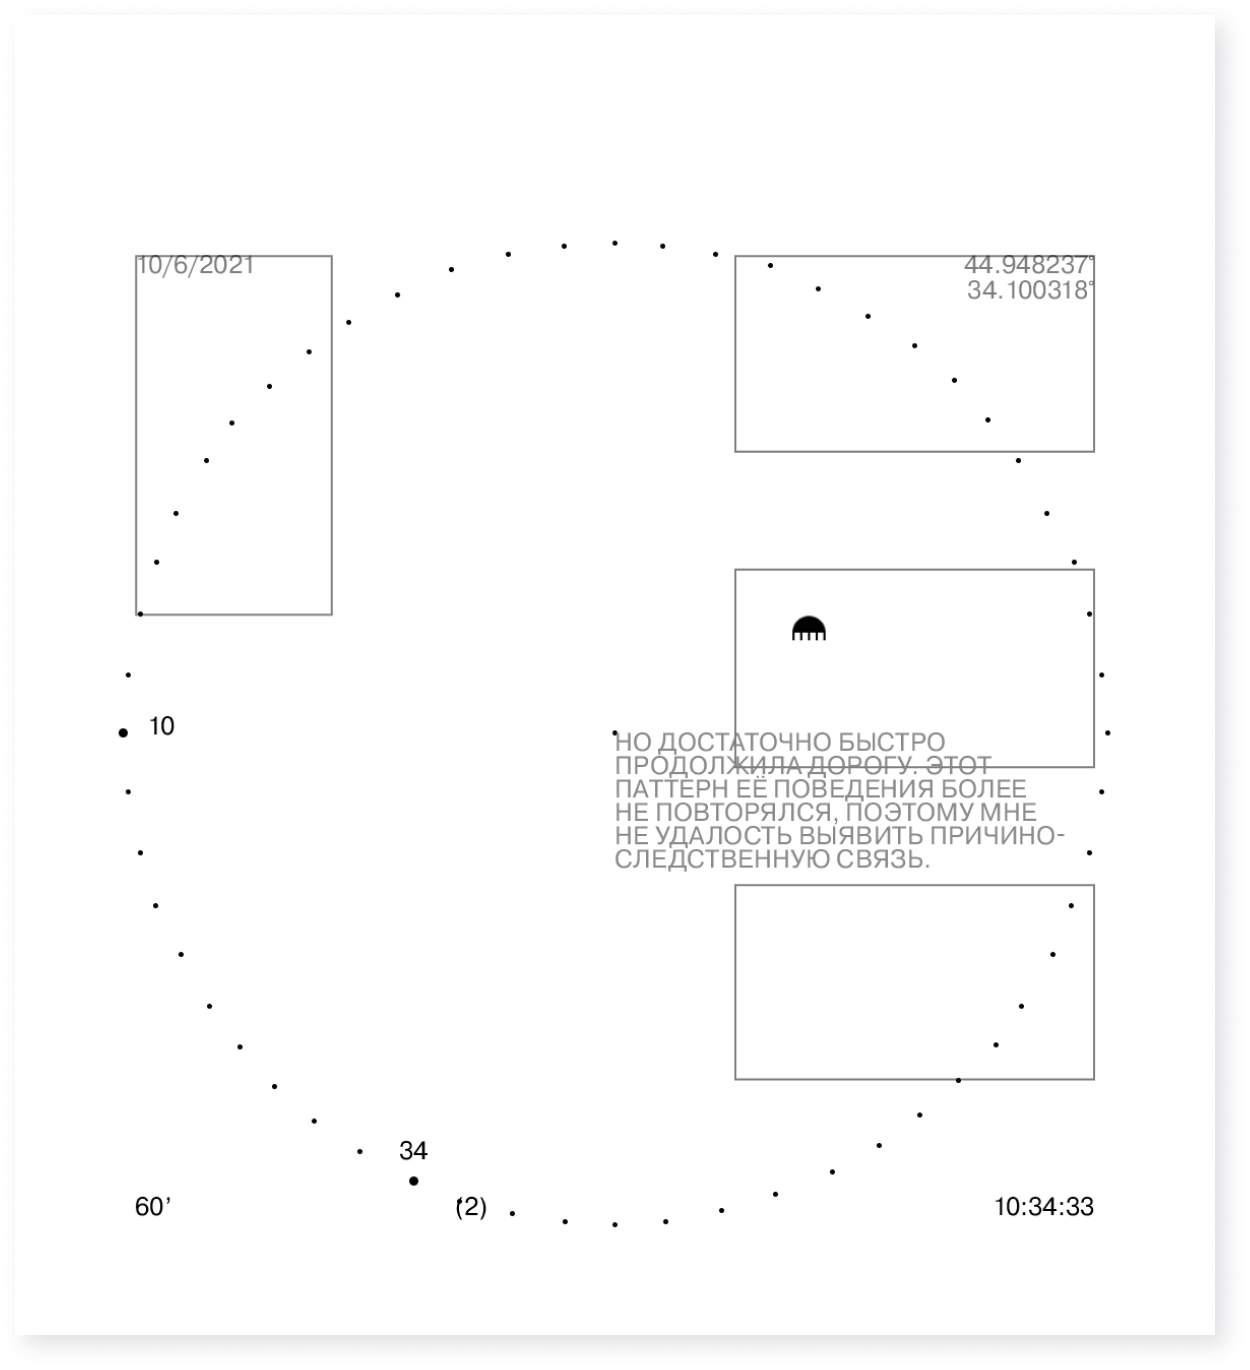 10/6/2021
44.948237°
34.100318°
10
НО ДОСТАТОЧНО БЫСТРО
ПРОДОЛЖИЛА ДОРОГУ. ЭТОТ
ПАТТЕРН ЕЁ ПОВЕДЕНИЯ БОЛЕЕ
НЕ ПОВТОРЯЛСЯ, ПОЭТОМУ МНЕ
НЕ УДАЛОСТЬ ВЫЯВИТЬ ПРИЧИНО-
СЛЕДСТВЕННУЮ СВЯЗЬ.
34
60’
(2)
10:34:33